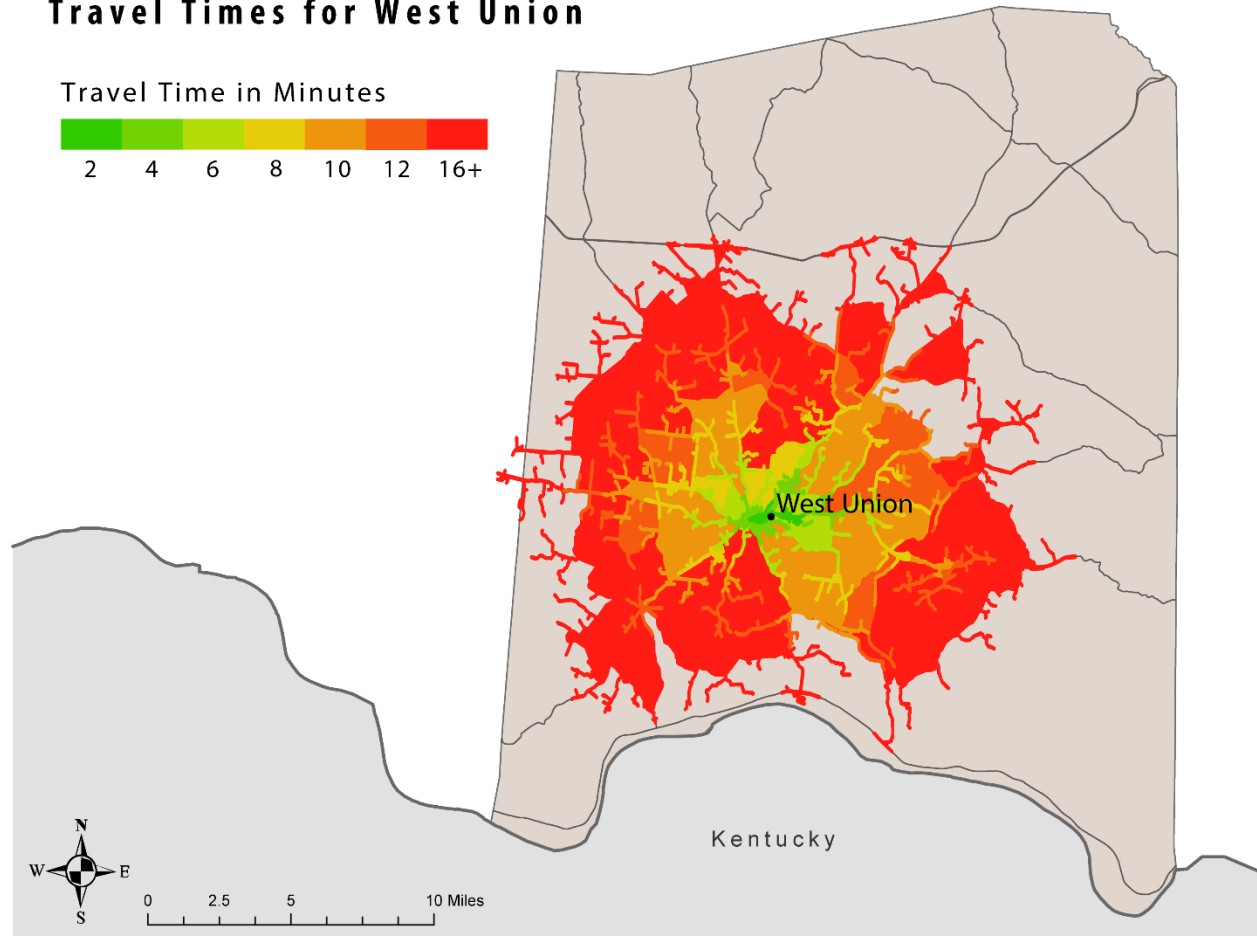 Travel Times for West Union
Travel Time in Minutes
2 4 6 8 10 12 16+
West Union
Kentucky
N
W E
S
0 2.5 5 10 Miles